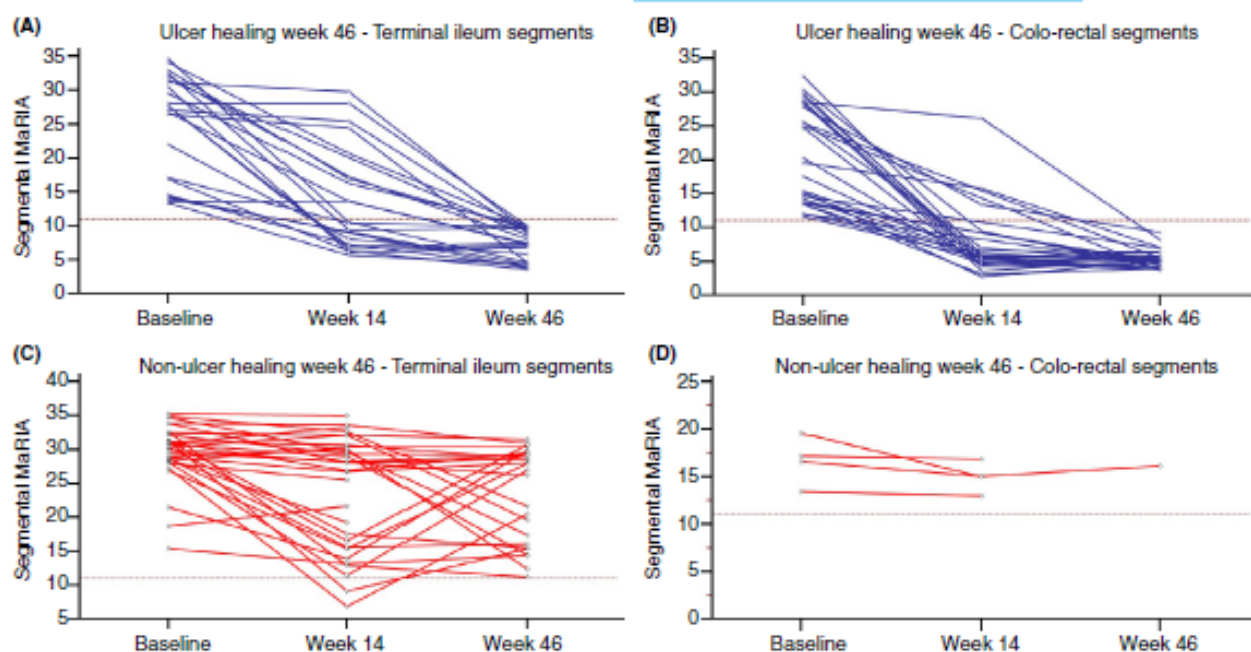 (A) Ulcer healing week 46 - Terminal ileum segments
Segmental MaRIA
35
30
25
20
15
10
5
0
Baseline Week 14 Week 46
(B) Ulcer healing week 46 - Colo-rectal segments
Segmental MaRIA
35
30
25
20
15
10
5
0
Baseline Week 14 Week 46
(C) Non-ulcer healing week 46 - Terminal ileum segments
Segmental MaRIA
40
35
30
25
20
15
10
5
Baseline Week 14 Week 46
(D) Non-ulcer healing week 46 - Colo-rectal segments
Segmental MaRIA
25
20
15
10
5
0
Baseline Week 14 Week 46